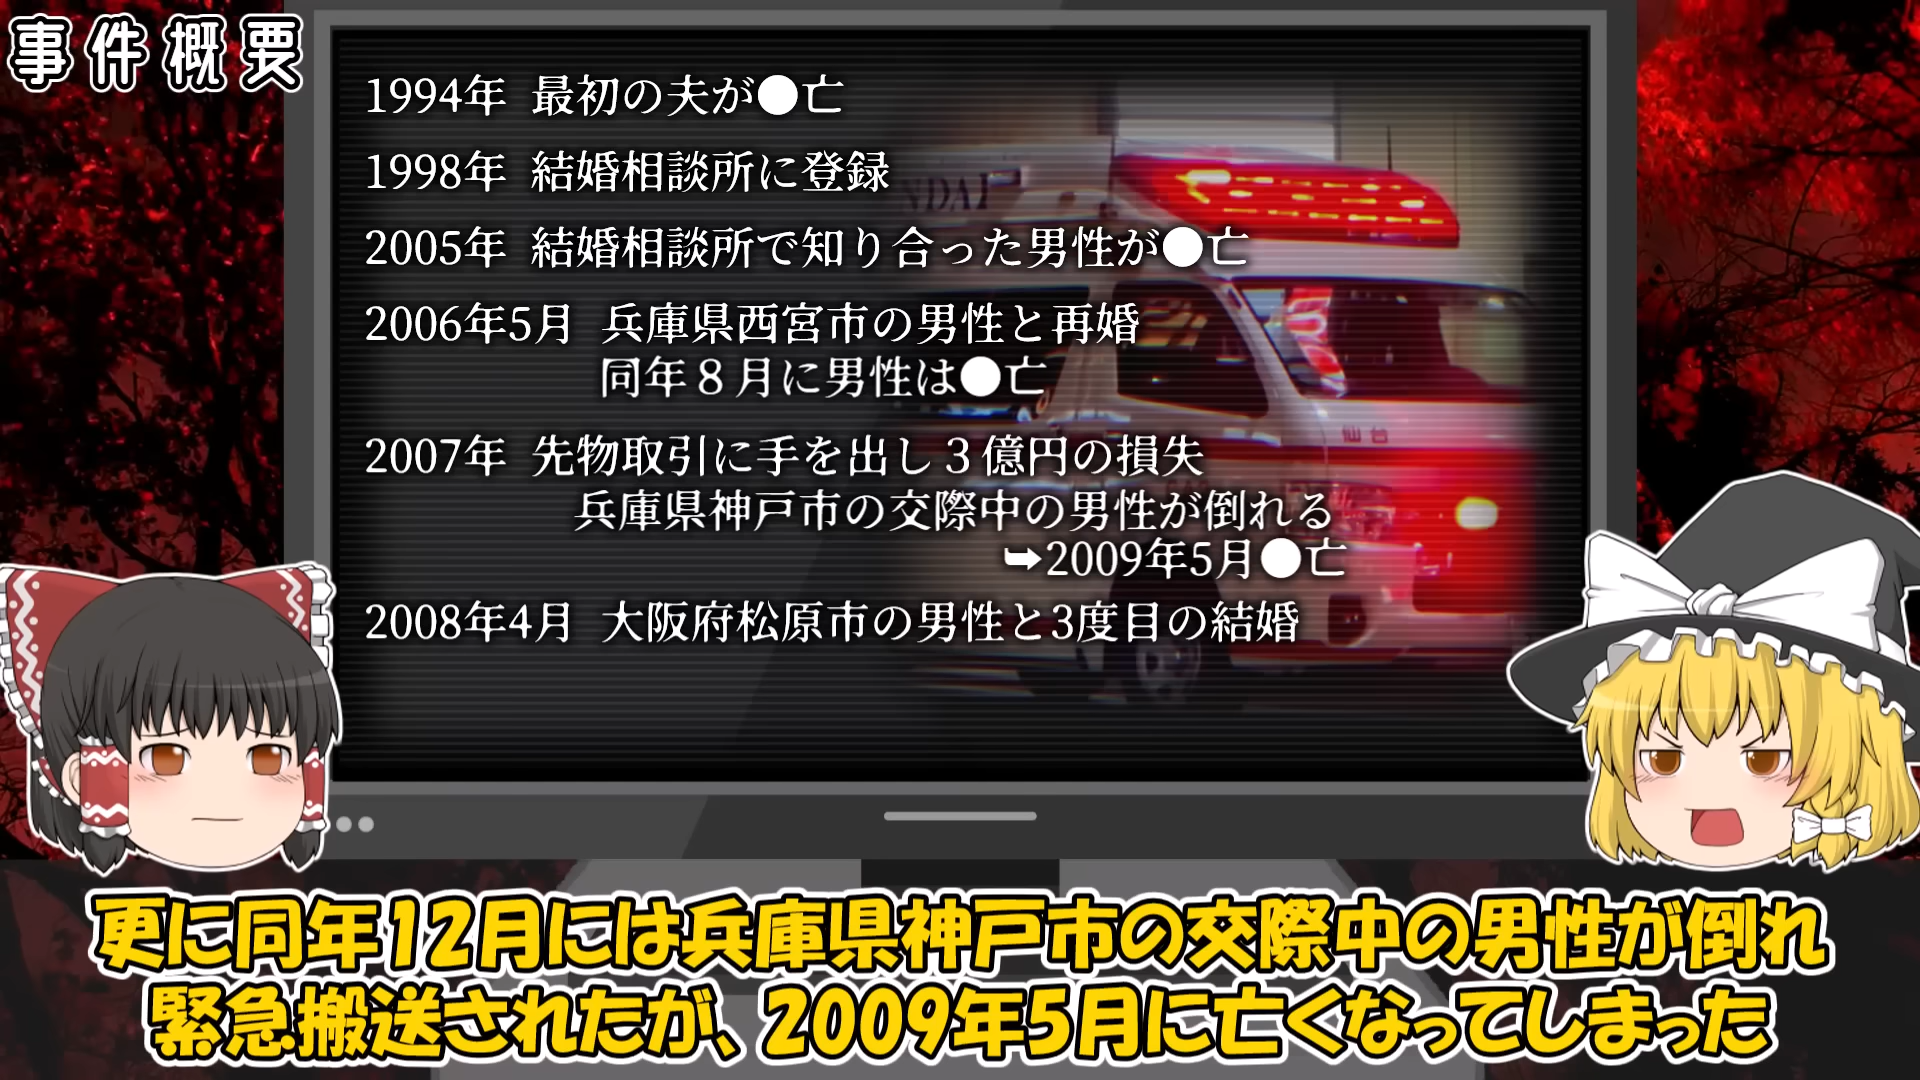 事件概要
1994年 最初の夫が●亡
1998年 結婚相談所に登録
2005年 結婚相談所で知り合った男性が●亡
2006年5月 兵庫県西宮市の男性と再婚
同年８月に男性は●亡
2007年 先物取引に手を出し３億円の損失
兵庫県神戸市の交際中の男性が倒れる
➥2009年5月●亡
2008年4月 大阪府松原市の男性と3度目の結婚
NDAI
仙台
更に同年12月には兵庫県神戸市の交際中の男性が倒れ
緊急搬送されたが、2009年5月に亡くなってしまった